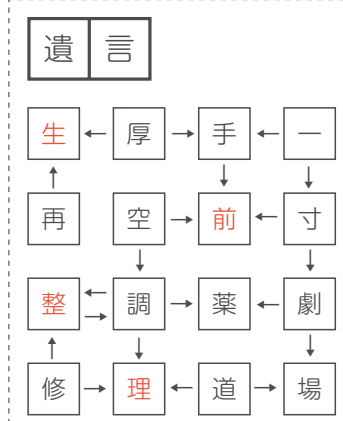 遺言
生 ← 厚 → 手 ← 一
再 空 → 前 ← 寸
整 ⇄ 調 → 薬 ← 劇
修 → 理 ← 道 → 場